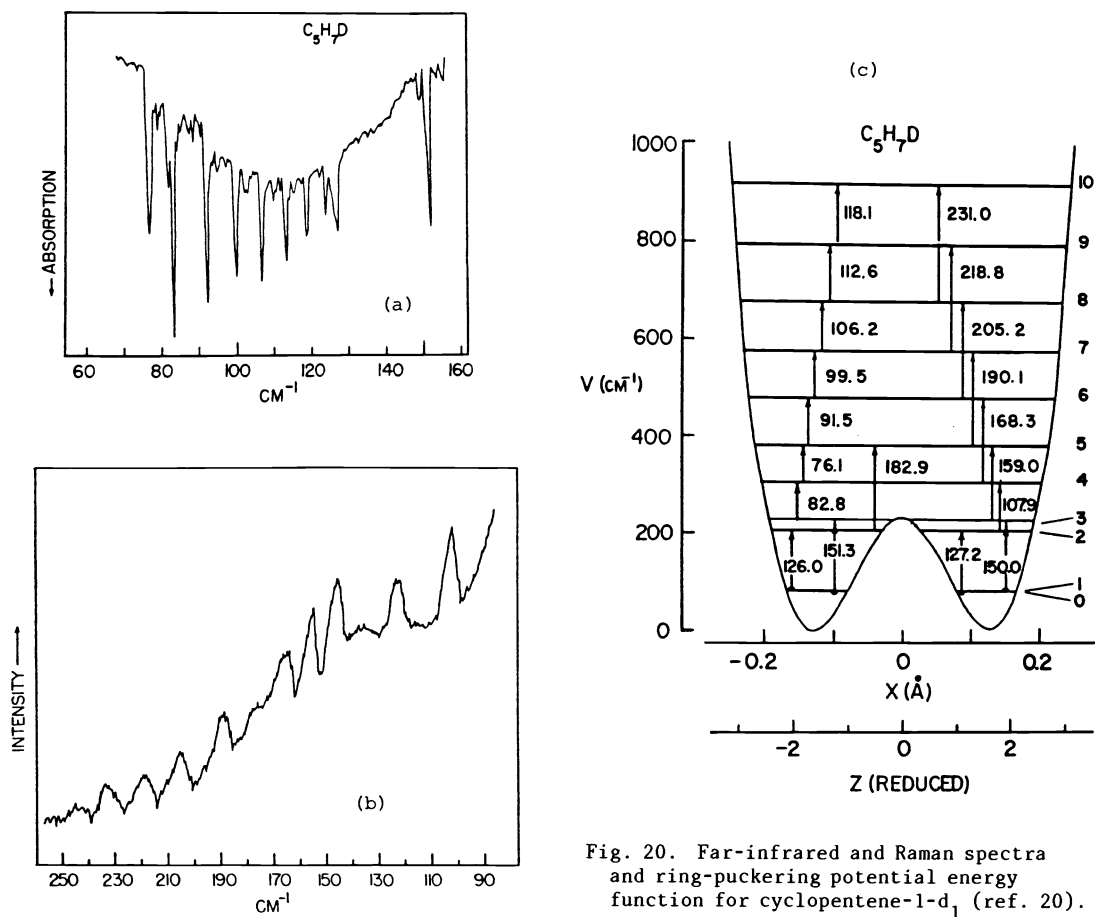 C₅H₇D
← ABSORPTION
(a)
60 80 100 120 140 160
CM⁻¹
INTENSITY →
(b)
250 230 210 190 170 150 130 110 90
CM⁻¹
(c)
C₅H₇D
V (CM⁻¹)
1000
800
600
400
200
0
10
9
8
7
6
5
4
3
2
1
0
118.1 231.0
112.6 218.8
106.2 205.2
99.5 190.1
91.5 168.3
76.1 182.9 159.0
82.8 107.9
126.0 151.3 127.2 150.0
-0.2 0 0.2
X (Å)
-2 0 2
Z (REDUCED)
Fig. 20. Far-infrared and Raman spectra
and ring-puckering potential energy
function for cyclopentene-1-d₁ (ref. 20).